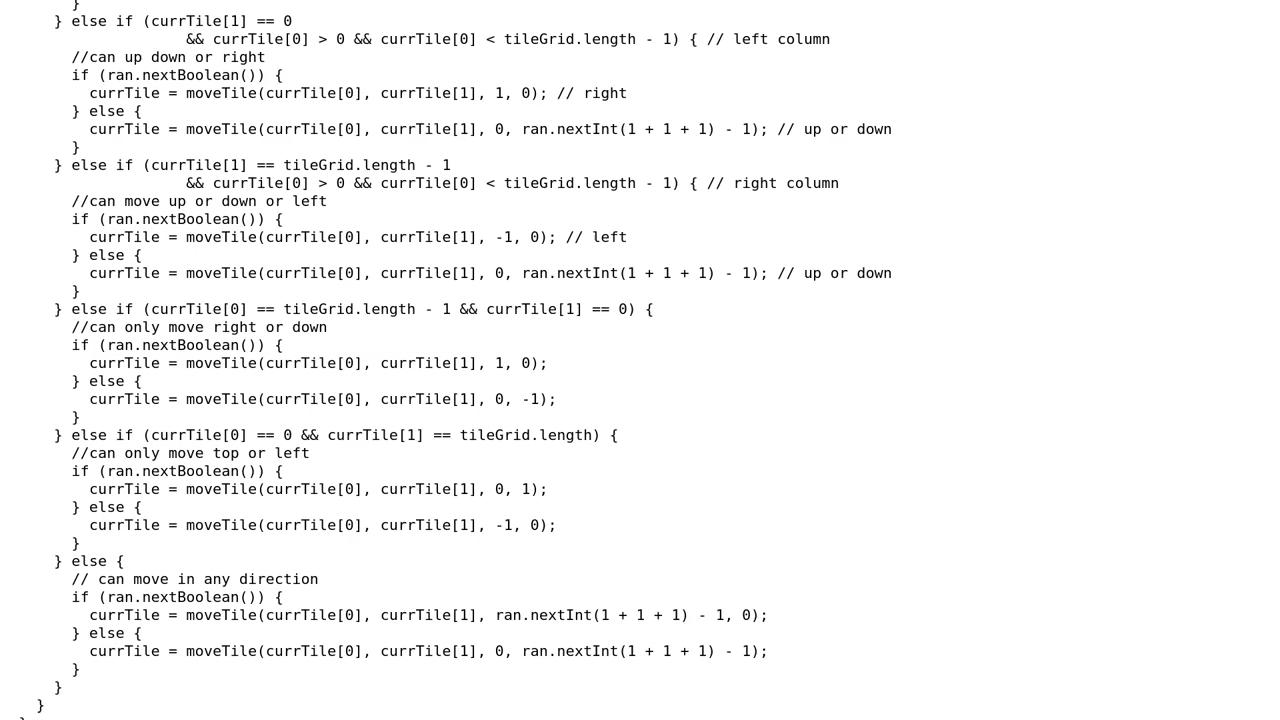 }
} else if (currTile[1] == 0
&& currTile[0] > 0 && currTile[0] < tileGrid.length - 1) { // left column
//can up down or right
if (ran.nextBoolean()) {
currTile = moveTile(currTile[0], currTile[1], 1, 0); // right
} else {
currTile = moveTile(currTile[0], currTile[1], 0, ran.nextInt(1 + 1 + 1) - 1); // up or down
}
} else if (currTile[1] == tileGrid.length - 1
&& currTile[0] > 0 && currTile[0] < tileGrid.length - 1) { // right column
//can move up or down or left
if (ran.nextBoolean()) {
currTile = moveTile(currTile[0], currTile[1], -1, 0); // left
} else {
currTile = moveTile(currTile[0], currTile[1], 0, ran.nextInt(1 + 1 + 1) - 1); // up or down
}
} else if (currTile[0] == tileGrid.length - 1 && currTile[1] == 0) {
//can only move right or down
if (ran.nextBoolean()) {
currTile = moveTile(currTile[0], currTile[1], 1, 0);
} else {
currTile = moveTile(currTile[0], currTile[1], 0, -1);
}
} else if (currTile[0] == 0 && currTile[1] == tileGrid.length) {
//can only move top or left
if (ran.nextBoolean()) {
currTile = moveTile(currTile[0], currTile[1], 0, 1);
} else {
currTile = moveTile(currTile[0], currTile[1], -1, 0);
}
} else {
// can move in any direction
if (ran.nextBoolean()) {
currTile = moveTile(currTile[0], currTile[1], ran.nextInt(1 + 1 + 1) - 1, 0);
} else {
currTile = moveTile(currTile[0], currTile[1], 0, ran.nextInt(1 + 1 + 1) - 1);
}
}
}
}